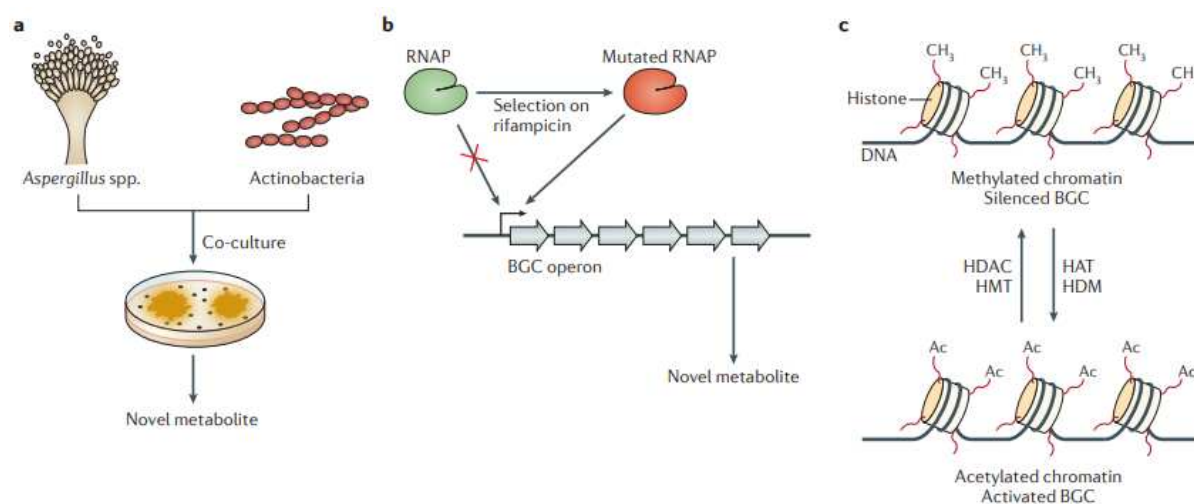 a
Aspergillus spp.
Actinobacteria
Co-culture
Novel metabolite
b
RNAP
Mutated RNAP
Selection on
rifampicin
BGC operon
Novel metabolite
c
CH3
CH3
CH3
CH3
CH3
CH
Histone
DNA
Methylated chromatin
Silenced BGC
HDAC
HMT
HAT
HDM
Ac
Ac
Ac
Ac
Ac
Ac
Acetylated chromatin
Activated BGC